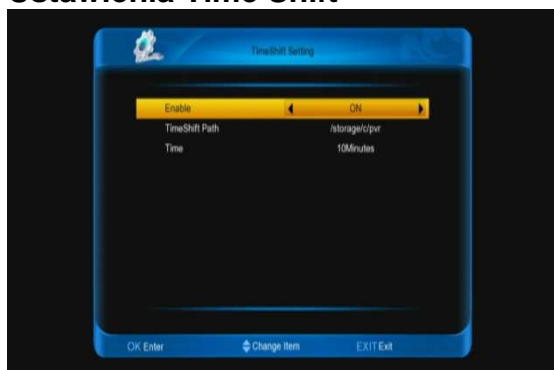 Ustawienia Time Shift
TimeShift Setting
Enable ON
TimeShift Path /storage/c/pvr
Time 10Minutes
OK Enter Change Item EXIT Exit